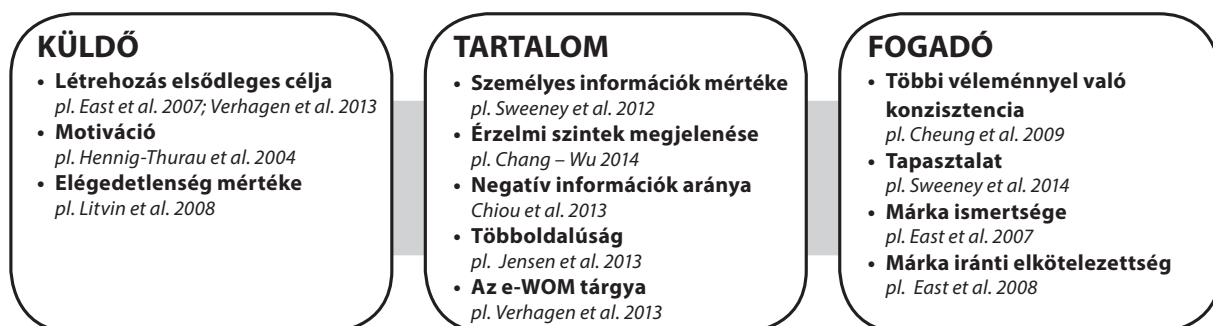 KÜLDŐ
• Létrehozás elsődleges célja
pl. East et al. 2007; Verhagen et al. 2013
• Motiváció
pl. Hennig-Thurau et al. 2004
• Elégedetlenség mértéke
pl. Litvin et al. 2008
TARTALOM
• Személyes információk mértéke
pl. Sweeney et al. 2012
• Érzelmi szintek megjelenése
pl. Chang – Wu 2014
• Negatív információk aránya
Chiou et al. 2013
• Többoldalúság
pl. Jensen et al. 2013
• Az e-WOM tárgya
pl. Verhagen et al. 2013
FOGADÓ
• Többi véleménnyel való
konzisztencia
pl. Cheung et al. 2009
• Tapasztalat
pl. Sweeney et al. 2014
• Márka ismertsége
pl. East et al. 2007
• Márka iránti elkötelezettség
pl. East et al. 2008